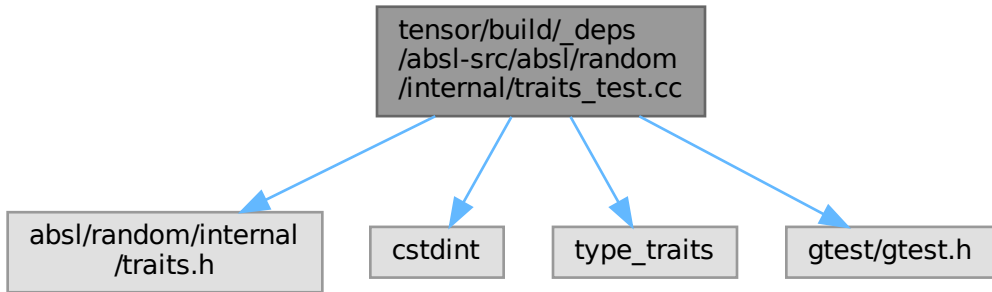 tensor/build/_deps
/absl-src/absl/random
/internal/traits_test.cc
absl/random/internal
/traits.h
cstdint
type_traits
gtest/gtest.h